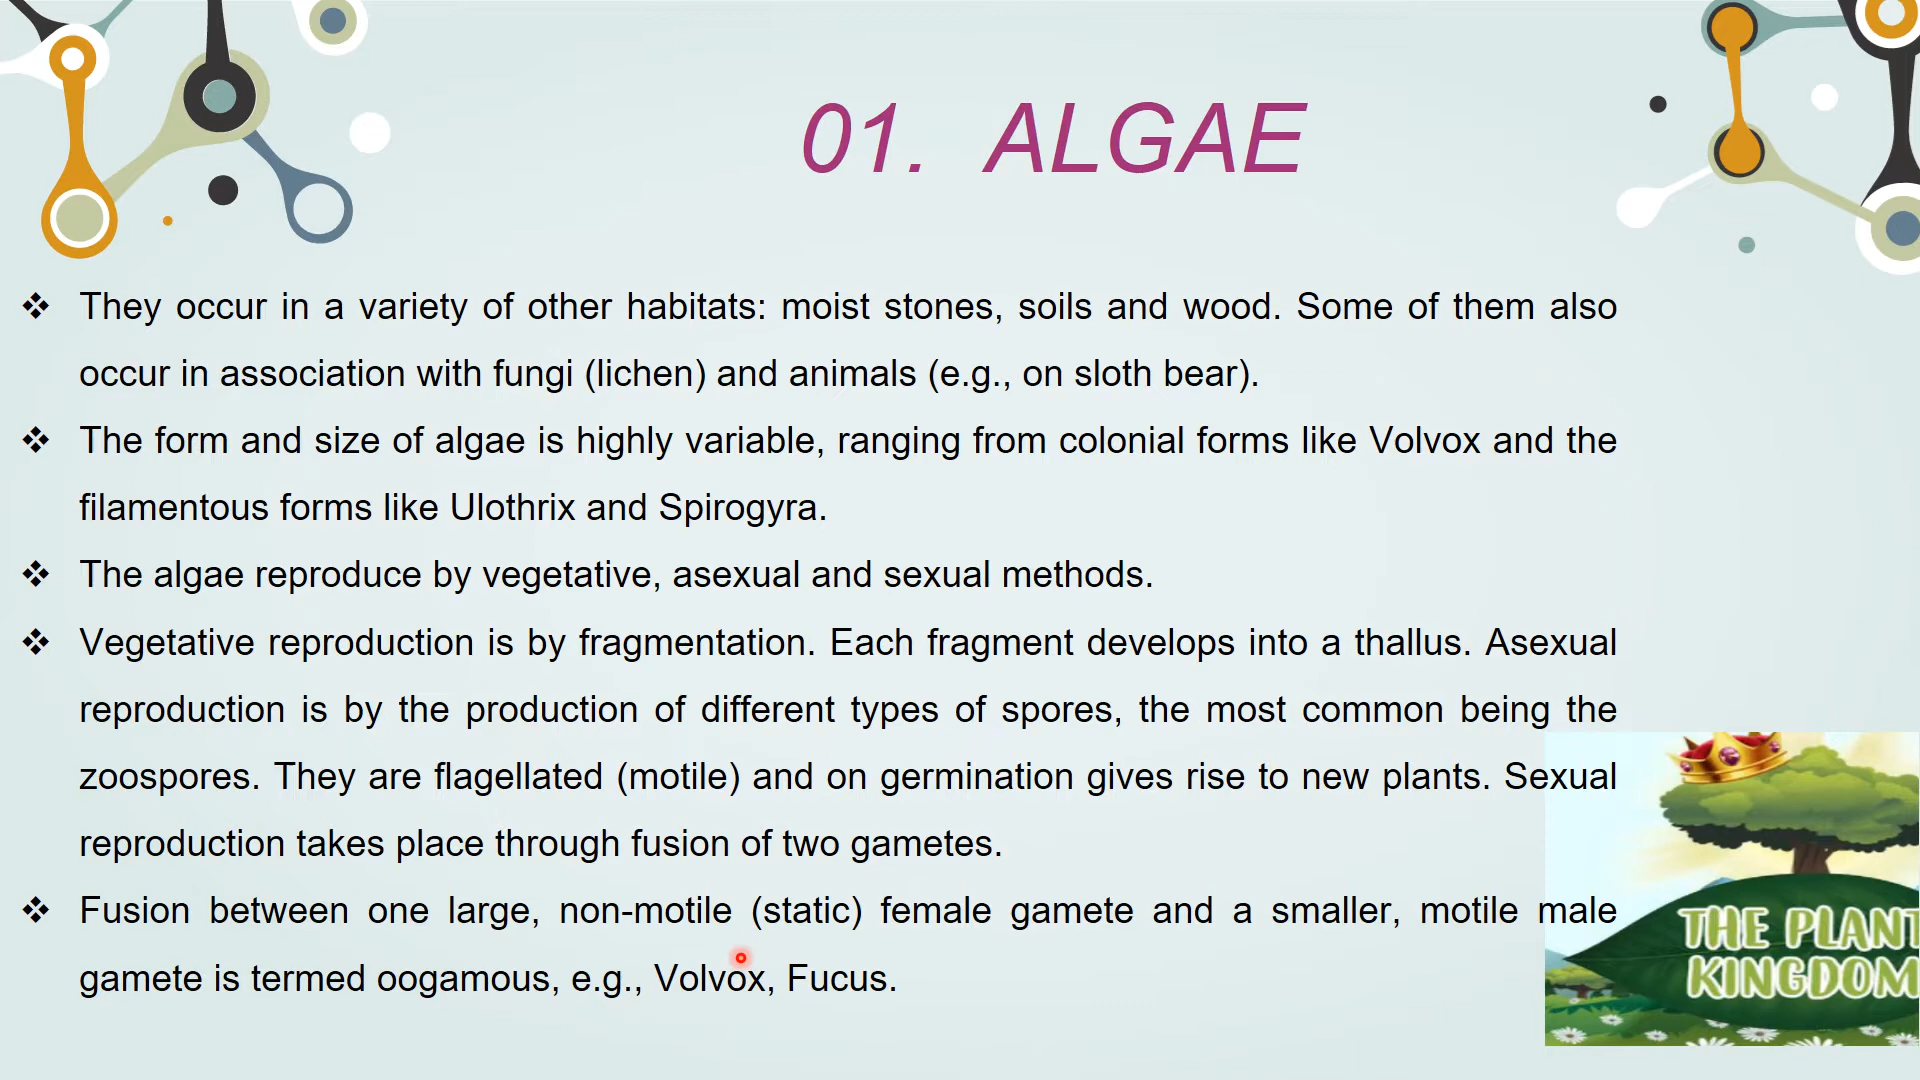 01. ALGAE
❖ They occur in a variety of other habitats: moist stones, soils and wood. Some of them also
occur in association with fungi (lichen) and animals (e.g., on sloth bear).
❖ The form and size of algae is highly variable, ranging from colonial forms like Volvox and the
filamentous forms like Ulothrix and Spirogyra.
❖ The algae reproduce by vegetative, asexual and sexual methods.
❖ Vegetative reproduction is by fragmentation. Each fragment develops into a thallus. Asexual
reproduction is by the production of different types of spores, the most common being the
zoospores. They are flagellated (motile) and on germination gives rise to new plants. Sexual
reproduction takes place through fusion of two gametes.
❖ Fusion between one large, non-motile (static) female gamete and a smaller, motile male
gamete is termed oogamous, e.g., Volvox, Fucus.
THE PLANT
KINGDOM